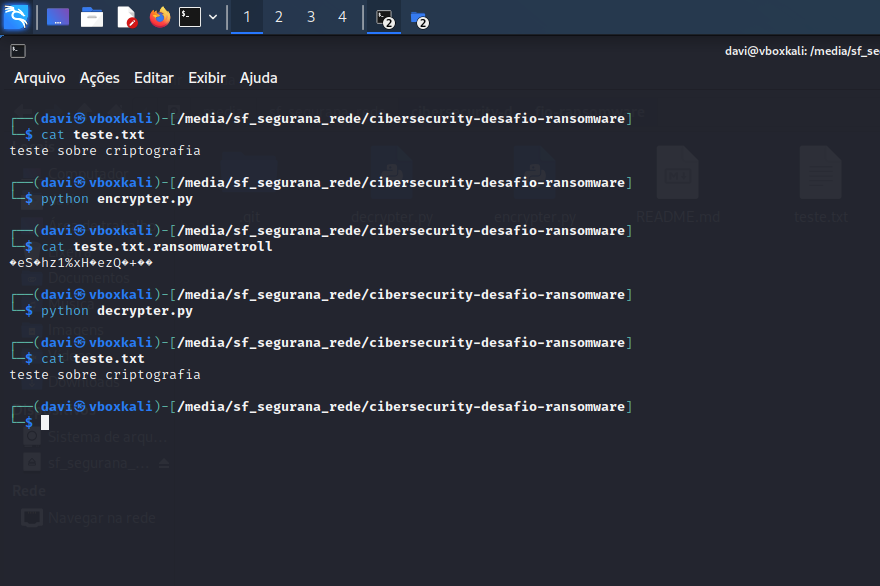 1 2 3 4 2 2
davi@vboxkali: /media/sf_se
Arquivo Ações Editar Exibir Ajuda
┌──(davi㉿vboxkali)-[/media/sf_segurana_rede/cibersecurity-desafio-ransomware]
└─$ cat teste.txt
teste sobre criptografia
┌──(davi㉿vboxkali)-[/media/sf_segurana_rede/cibersecurity-desafio-ransomware]
└─$ python encrypter.py
.git decrypter.py encrypter.py README.md teste.txt
┌──(davi㉿vboxkali)-[/media/sf_segurana_rede/cibersecurity-desafio-ransomware]
└─$ cat teste.txt.ransomwaretroll
�eS�hz1%xH�ezQ�+��
Documentos
┌──(davi㉿vboxkali)-[/media/sf_segurana_rede/cibersecurity-desafio-ransomware]
└─$ python decrypter.py
Imagens
┌──(davi㉿vboxkali)-[/media/sf_segurana_rede/cibersecurity-desafio-ransomware]
└─$ cat teste.txt
teste sobre criptografia
┌──(davi㉿vboxkali)-[/media/sf_segurana_rede/cibersecurity-desafio-ransomware]
└─$
Sistema de arqu...
sf_segurana_...
Rede
Navegar na rede